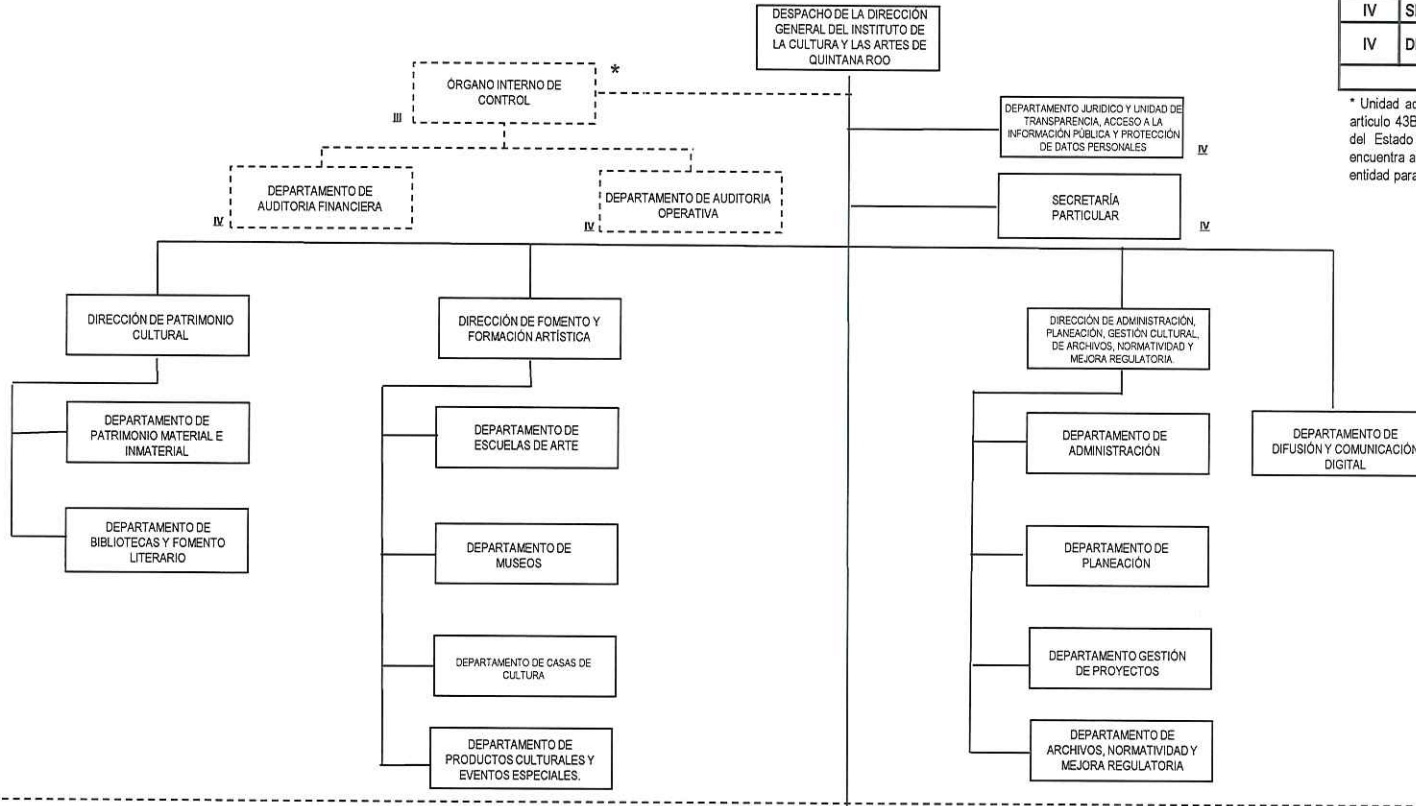 DESPACHO DE LA DIRECCIÓN
GENERAL DEL INSTITUTO DE
LA CULTURA Y LAS ARTES DE
QUINTANA ROO
IV
IV
* Unidad
articulo 43B
del Estado
encuentra
entidad
ÓRGANO INTERNO DE
CONTROL
*
III
DEPARTAMENTO JURIDICO Y UNIDAD DE
TRANSPARENCIA, ACCESO A LA
INFORMACIÓN PÚBLICA Y PROTECCIÓN
DE DATOS PERSONALES
IV
DEPARTAMENTO DE
AUDITORIA FINANCIERA
IV
DEPARTAMENTO DE AUDITORIA
OPERATIVA
IV
SECRETARÍA
PARTICULAR
IV
DIRECCIÓN DE PATRIMONIO
CULTURAL
DIRECCIÓN DE FOMENTO Y
FORMACIÓN ARTÍSTICA
DIRECCIÓN DE ADMINISTRACIÓN,
PLANEACIÓN, GESTIÓN CULTURAL,
DE ARCHIVOS, NORMATIVIDAD Y
MEJORA REGULATORIA.
DEPARTAMENTO DE
PATRIMONIO MATERIAL E
INMATERIAL
DEPARTAMENTO DE
BIBLIOTECAS Y FOMENTO
LITERARIO
DEPARTAMENTO DE
ESCUELAS DE ARTE
DEPARTAMENTO DE
MUSEOS
DEPARTAMENTO DE CASAS DE
CULTURA
DEPARTAMENTO DE
PRODUCTOS CULTURALES Y
EVENTOS ESPECIALES.
DEPARTAMENTO DE
ADMINISTRACIÓN
DEPARTAMENTO DE
PLANEACIÓN
DEPARTAMENTO GESTIÓN
DE PROYECTOS
DEPARTAMENTO DE
ARCHIVOS, NORMATIVIDAD Y
MEJORA REGULATORIA
DEPARTAMENTO DE
DIFUSIÓN Y COMUNICACIÓN
DIGITAL